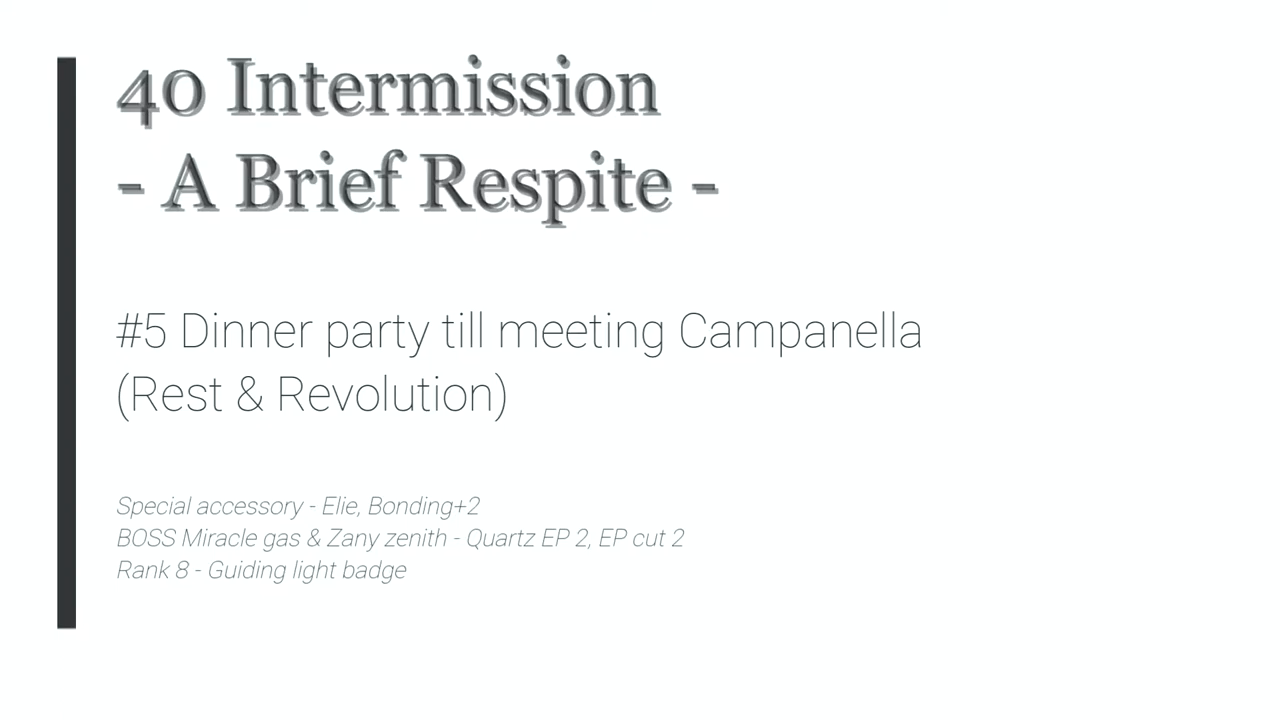 40 Intermission
- A Brief Respite -
#5 Dinner party till meeting Campanella
(Rest & Revolution)
Special accessory - Elie, Bonding+2
BOSS Miracle gas & Zany zenith - Quartz EP 2, EP cut 2
Rank 8 - Guiding light badge